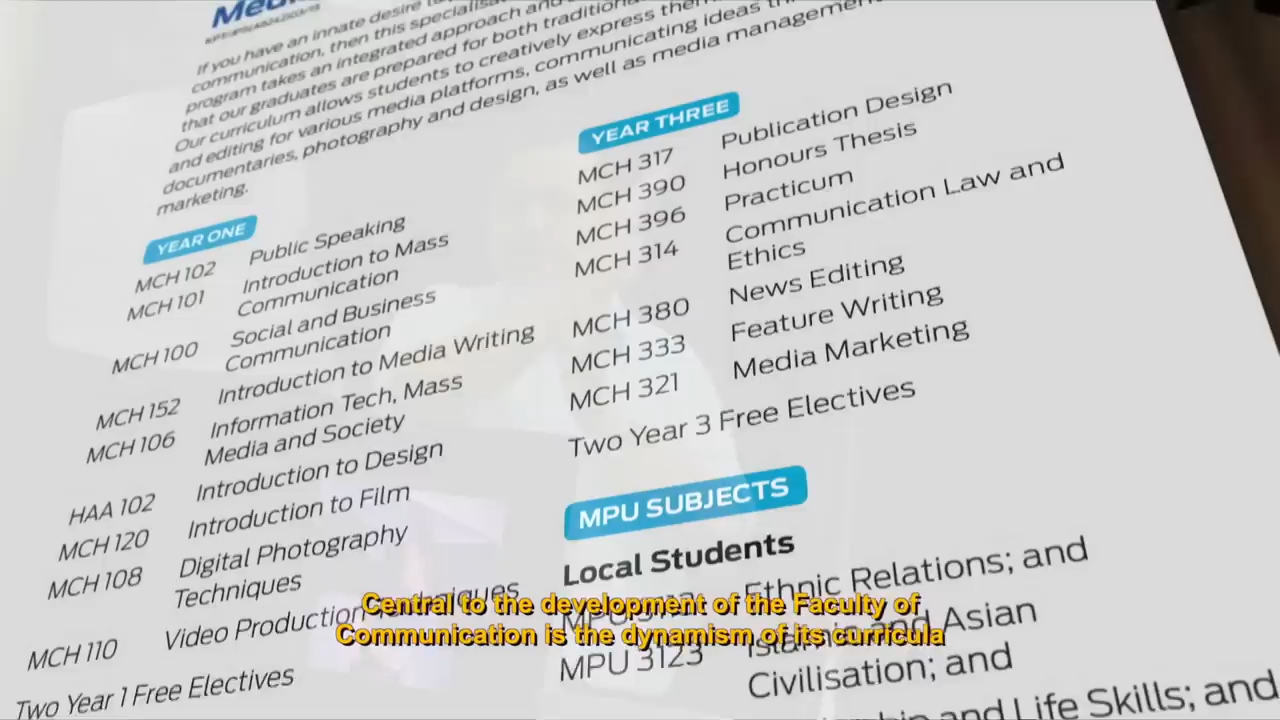 If you have an innate desire
communication, then this specialisa
program takes an integrated approach and
that our graduates are prepared for both tradition
Our curriculum allows students to creatively express them
and editing for various media platforms, communicating ideas
documentaries, photography and design, as well as media management
marketing.
YEAR ONE
MCH 102 Public Speaking
MCH 101 Introduction to Mass
Communication
MCH 100 Social and Business
Communication
MCH 152 Introduction to Media Writing
MCH 106 Information Tech, Mass
Media and Society
HAA 102 Introduction to Design
MCH 120 Introduction to Film
MCH 108 Digital Photography
Techniques
MCH 110 Video Production Techniques
Two Year 1 Free Electives
YEAR THREE
MCH 317 Publication Design
MCH 390 Honours Thesis
MCH 396 Practicum
MCH 314 Communication Law and
Ethics
MCH 380 News Editing
MCH 333 Feature Writing
MCH 321 Media Marketing
Two Year 3 Free Electives
MPU SUBJECTS
Local Students
Ethnic Relations; and
MPU 3123 Islamic and Asian
Civilisation; and
and Life Skills; and
Central to the development of the Faculty of
Communication is the dynamism of its curricula